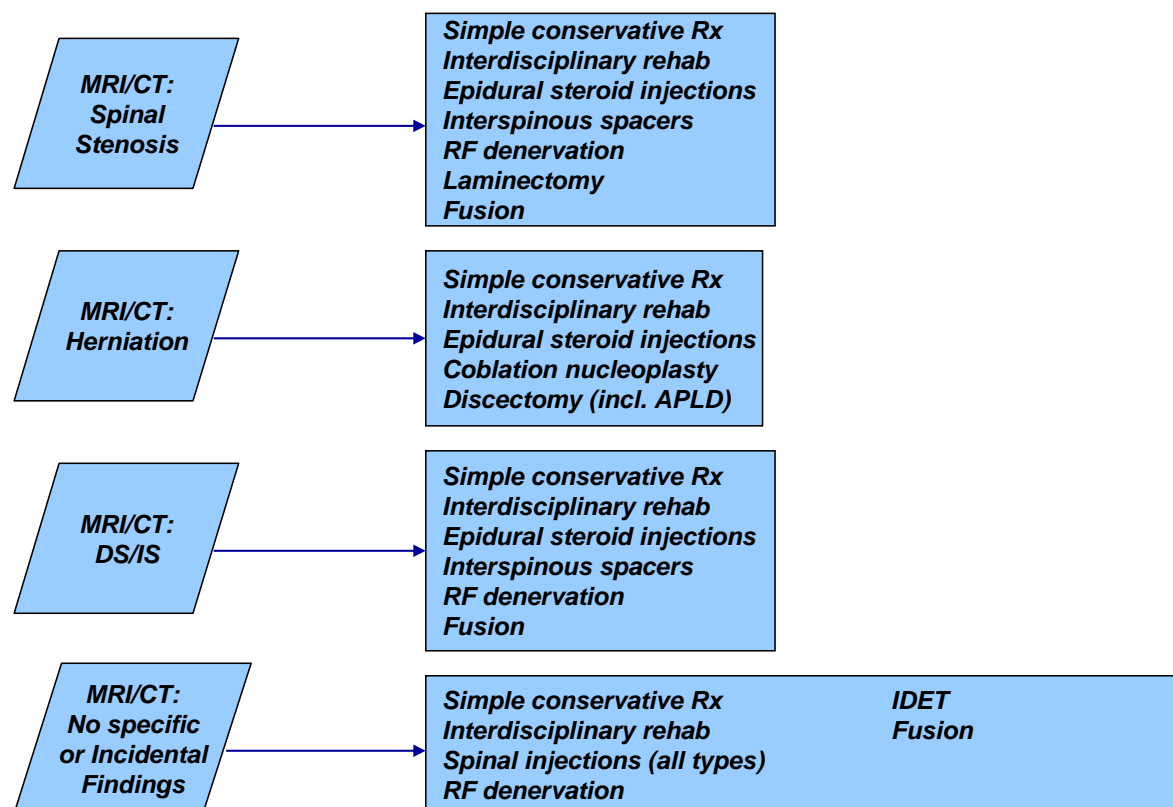 MRI/CT:
Spinal
Stenosis
Simple conservative Rx
Interdisciplinary rehab
Epidural steroid injections
Interspinous spacers
RF denervation
Laminectomy
Fusion
MRI/CT:
Herniation
Simple conservative Rx
Interdisciplinary rehab
Epidural steroid injections
Coblation nucleoplasty
Discectomy (incl. APLD)
MRI/CT:
DS/IS
Simple conservative Rx
Interdisciplinary rehab
Epidural steroid injections
Interspinous spacers
RF denervation
Fusion
MRI/CT:
No specific
or Incidental
Findings
Simple conservative Rx
Interdisciplinary rehab
Spinal injections (all types)
RF denervation
IDET
Fusion